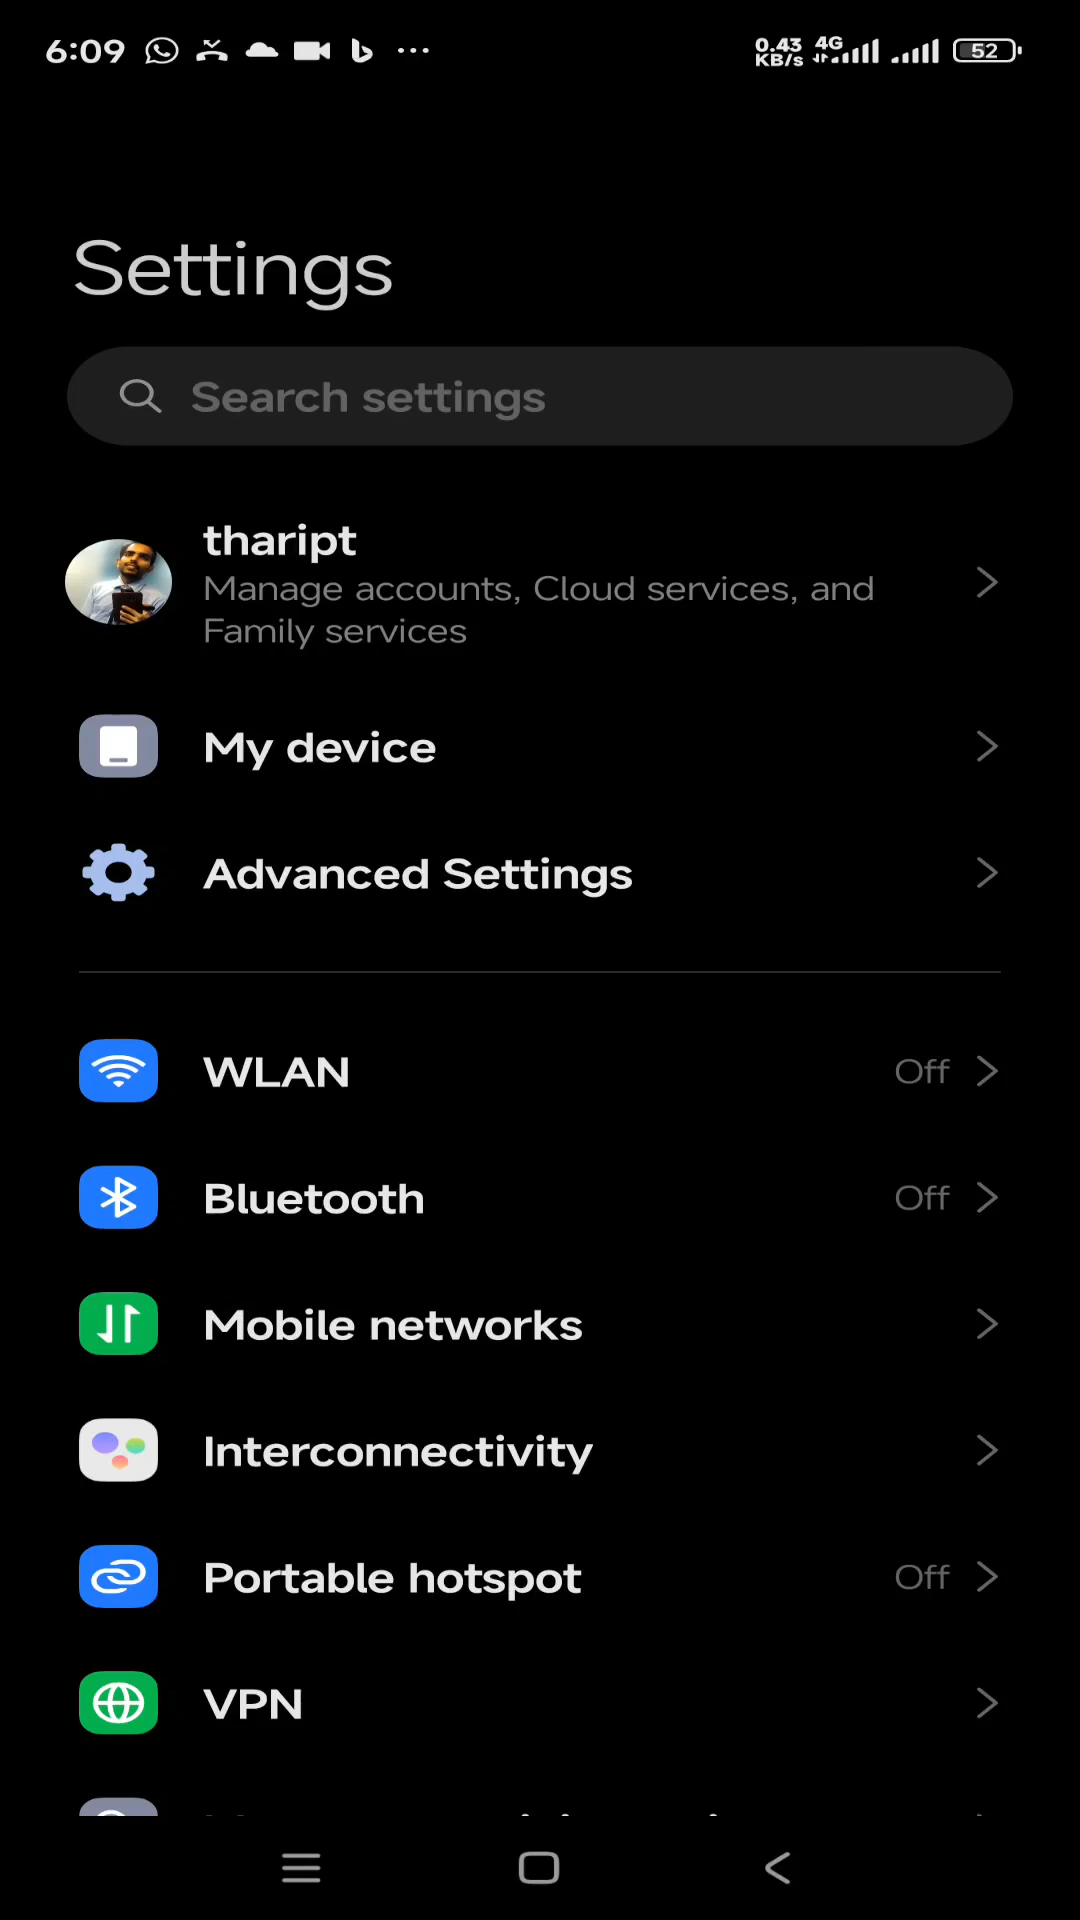 6:09 0.43 KB/s 4G 52
Settings
Search settings
thaript
Manage accounts, Cloud services, and
Family services
My device
Advanced Settings
WLAN Off
Bluetooth Off
Mobile networks
Interconnectivity
Portable hotspot Off
VPN